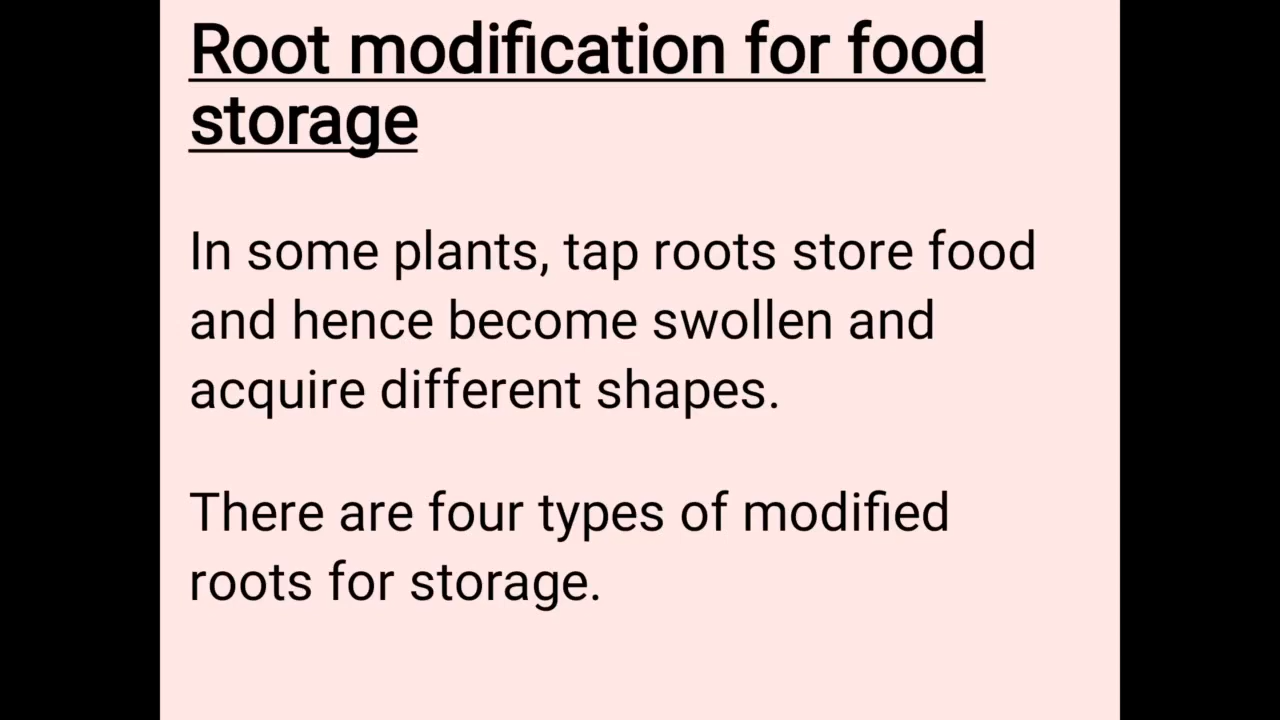 Root modification for food
storage
In some plants, tap roots store food
and hence become swollen and
acquire different shapes.
There are four types of modified
roots for storage.